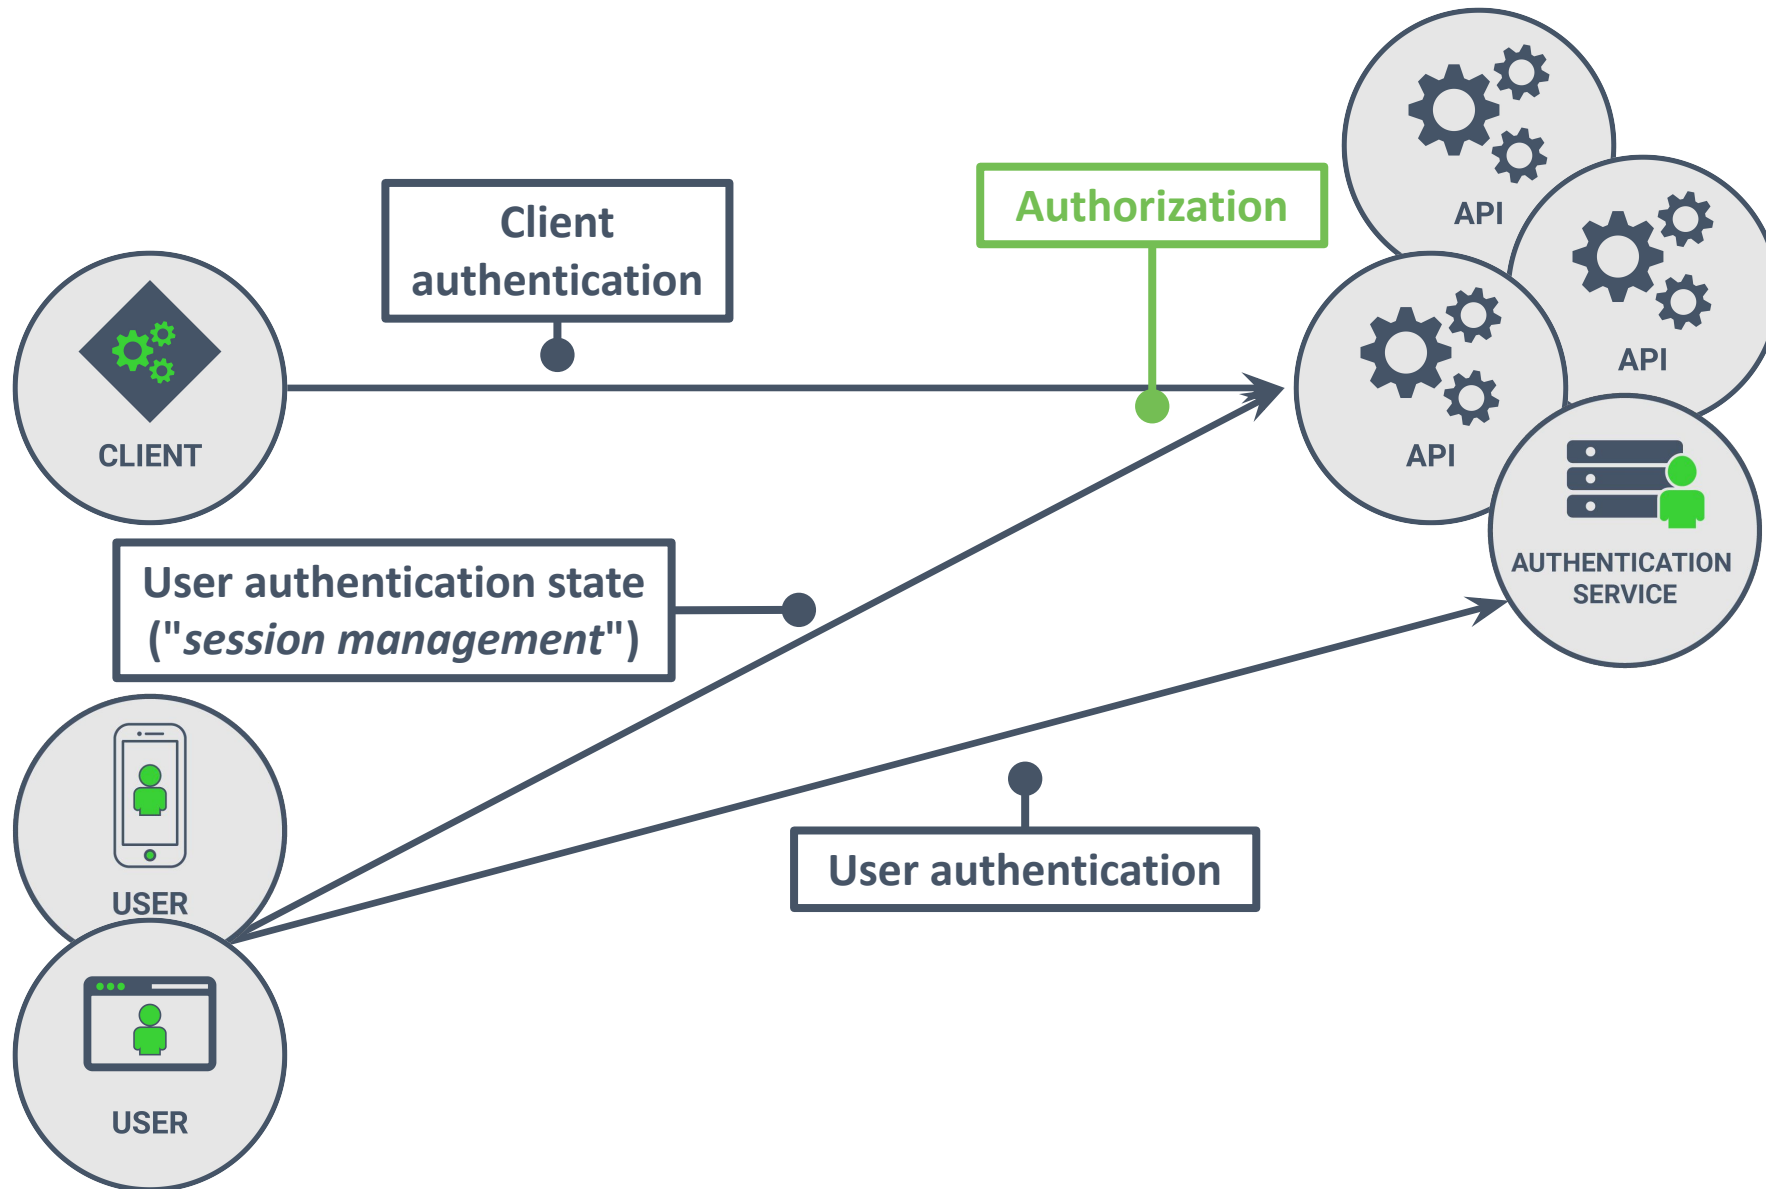 Client
authentication
Authorization
API
API
API
CLIENT
User authentication state
("session management")
AUTHENTICATION
SERVICE
USER
User authentication
USER